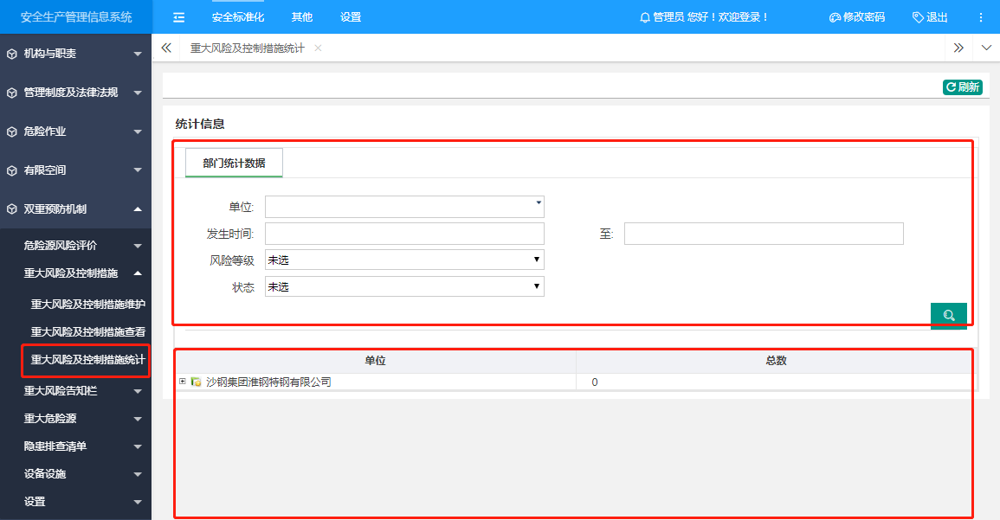 安全生产管理信息系统
安全标准化 其他 设置 管理员 您好！欢迎登录！ 修改密码 退出
机构与职责
管理制度及法律法规
危险作业
有限空间
双重预防机制
危险源风险评价
重大风险及控制措施
重大风险及控制措施维护
重大风险及控制措施查看
重大风险及控制措施统计
重大风险告知栏
重大危险源
隐患排查清单
设备设施
设置
重大风险及控制措施统计
刷新
统计信息
部门统计数据
单位:
发生时间: 至:
风险等级 未选
状态 未选
单位 总数
沙钢集团淮钢特钢有限公司 0